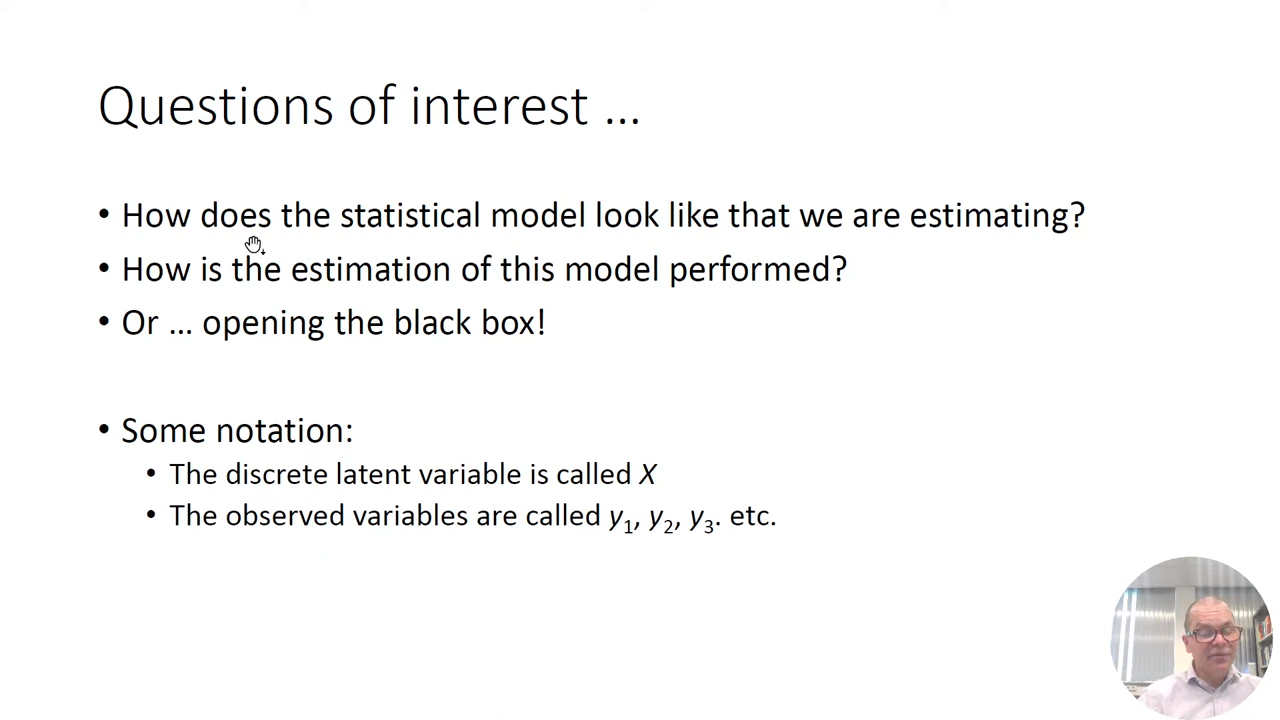 Questions of interest …
• How does the statistical model look like that we are estimating?
• How is the estimation of this model performed?
• Or … opening the black box!
• Some notation:
• The discrete latent variable is called X
• The observed variables are called y1, y2, y3. etc.